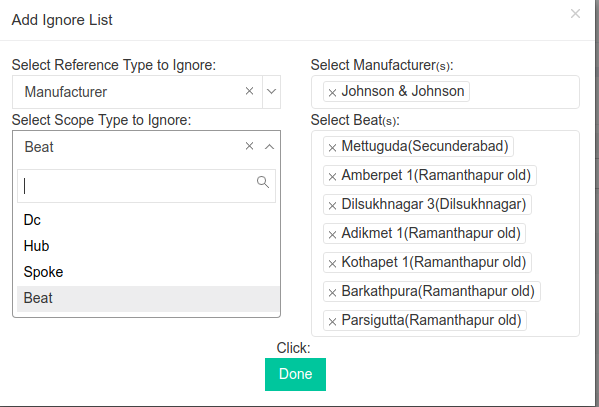 Add Ignore List
Select Reference Type to Ignore:
Manufacturer
Select Manufacturer(s):
Johnson & Johnson
Select Scope Type to Ignore:
Beat
Dc
Hub
Spoke
Beat
Select Beat(s):
Mettuguda(Secunderabad)
Amberpet 1(Ramanthapur old)
Dilsukhnagar 3(Dilsukhnagar)
Adikmet 1(Ramanthapur old)
Kothapet 1(Ramanthapur old)
Barkathpura(Ramanthapur old)
Parsigutta(Ramanthapur old)
Click:
Done